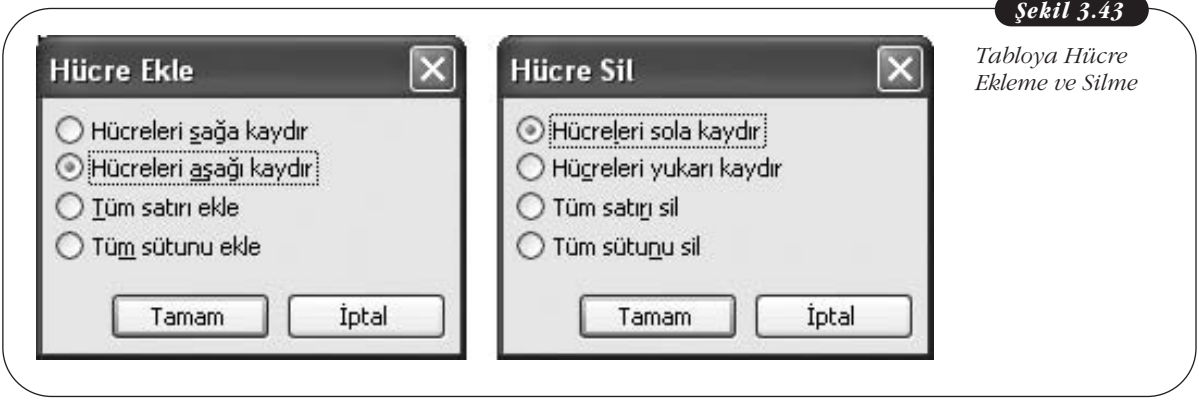 Şekil 3.43
Tabloya Hücre
Ekleme ve Silme
Hücre Ekle
Hücreleri sağa kaydır
Hücreleri aşağı kaydır
Tüm satırı ekle
Tüm sütunu ekle
Tamam
İptal
Hücre Sil
Hücreleri sola kaydır
Hücreleri yukarı kaydır
Tüm satırı sil
Tüm sütunu sil
Tamam
İptal